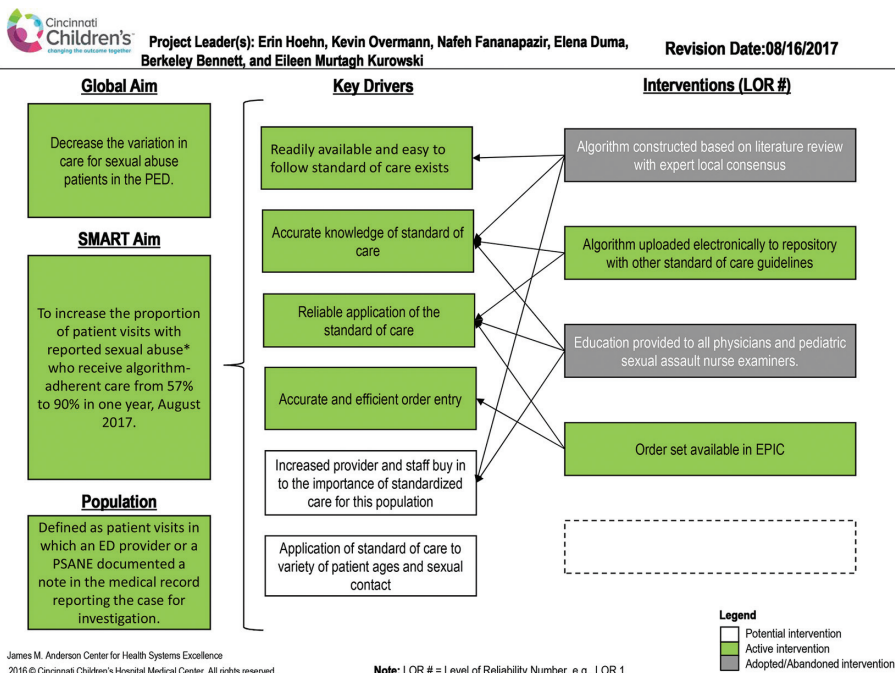 Cincinnati
Children's™
changing the outcome together
Project Leader(s): Erin Hoehn, Kevin Overmann, Nafeh Fananapazir, Elena Duma,
Berkeley Bennett, and Eileen Murtagh Kurowski
Revision Date:08/16/2017
Global Aim
Decrease the variation in
care for sexual abuse
patients in the PED.
SMART Aim
To increase the proportion
of patient visits with
reported sexual abuse*
who receive algorithm-
adherent care from 57%
to 90% in one year, August
2017.
Population
Defined as patient visits in
which an ED provider or a
PSANE documented a
note in the medical record
reporting the case for
investigation.
Key Drivers
Readily available and easy to
follow standard of care exists
Accurate knowledge of standard of
care
Reliable application of the
standard of care
Accurate and efficient order entry
Increased provider and staff buy in
to the importance of standardized
care for this population
Application of standard of care to
variety of patient ages and sexual
contact
Interventions (LOR #)
Algorithm constructed based on literature review
with expert local consensus
Algorithm uploaded electronically to repository
with other standard of care guidelines
Education provided to all physicians and pediatric
sexual assault nurse examiners.
Order set available in EPIC
Legend
Potential intervention
Active intervention
Adopted/Abandoned intervention
James M. Anderson Center for Health Systems Excellence
2016 © Cincinnati Children's Hospital Medical Center. All rights reserved
Note: LOR # = Level of Reliability Number, e.g., LOR 1